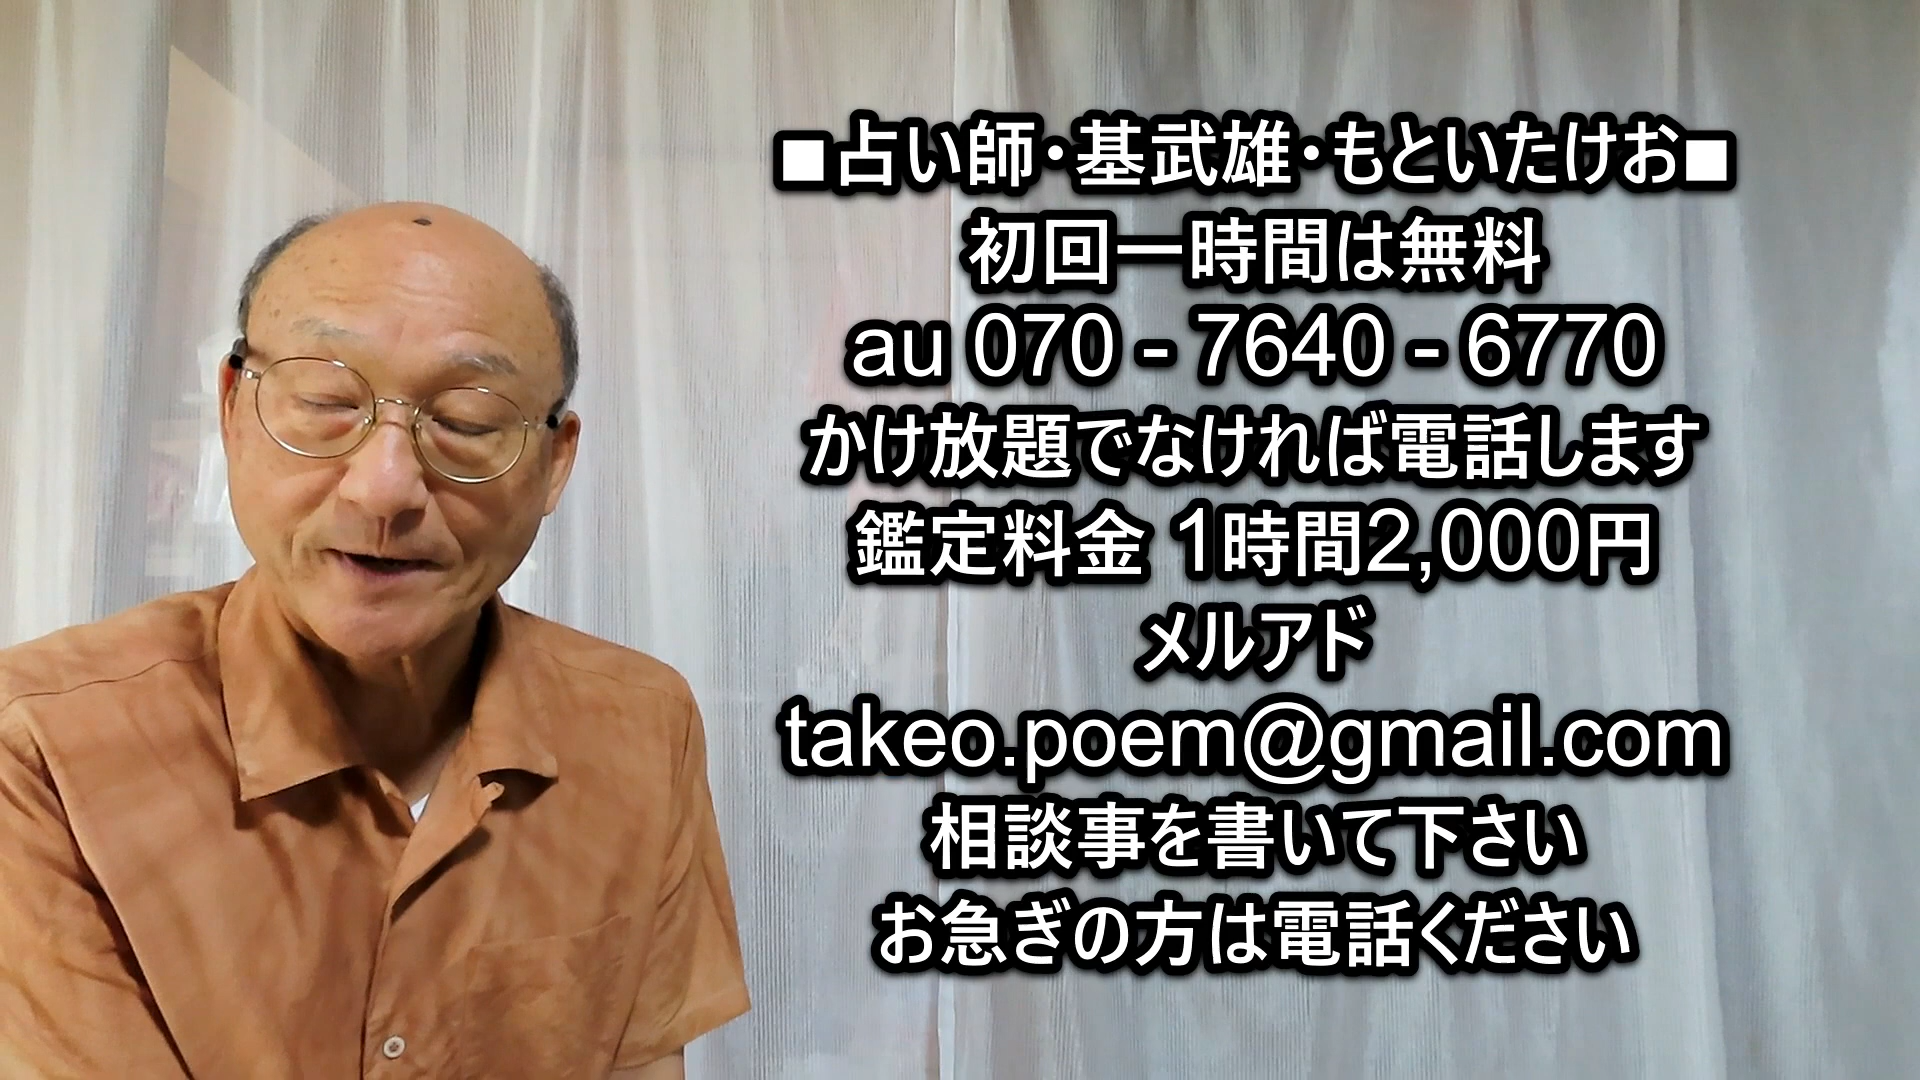 ■占い師・基武雄・もといたけお■
初回一時間は無料
au 070 - 7640 - 6770
かけ放題でなければ電話します
鑑定料金 1時間2,000円
メルアド
takeo.poem@gmail.com
相談事を書いて下さい
お急ぎの方は電話ください